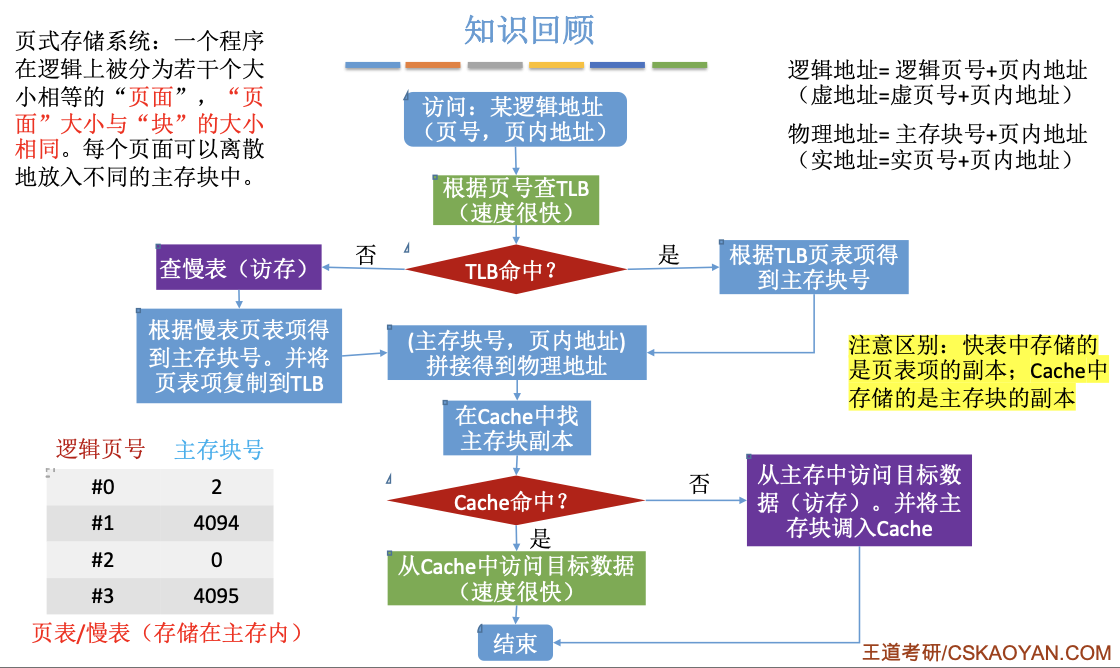 知识回顾
页式存储系统：一个程序
在逻辑上被分为若干个大
小相等的“页面”，“页
面”大小与“块”的大小
相同。每个页面可以离散
地放入不同的主存块中。
逻辑地址= 逻辑页号+页内地址
（虚地址=虚页号+页内地址）
物理地址= 主存块号+页内地址
（实地址=实页号+页内地址）
访问：某逻辑地址
（页号，页内地址）
根据页号查TLB
（速度很快）
TLB命中？
否
是
查慢表（访存）
根据TLB页表项得
到主存块号
根据慢表页表项得
到主存块号。并将
页表项复制到TLB
(主存块号，页内地址)
拼接得到物理地址
注意区别：快表中存储的
是页表项的副本；Cache中
存储的是主存块的副本
在Cache中找
主存块副本
Cache命中？
否
是
从主存中访问目标数
据（访存）。并将主
存块调入Cache
从Cache中访问目标数据
（速度很快）
结束
逻辑页号 主存块号
#0 2
#1 4094
#2 0
#3 4095
页表/慢表（存储在主存内）
王道考研/CSKAOYAN.COM